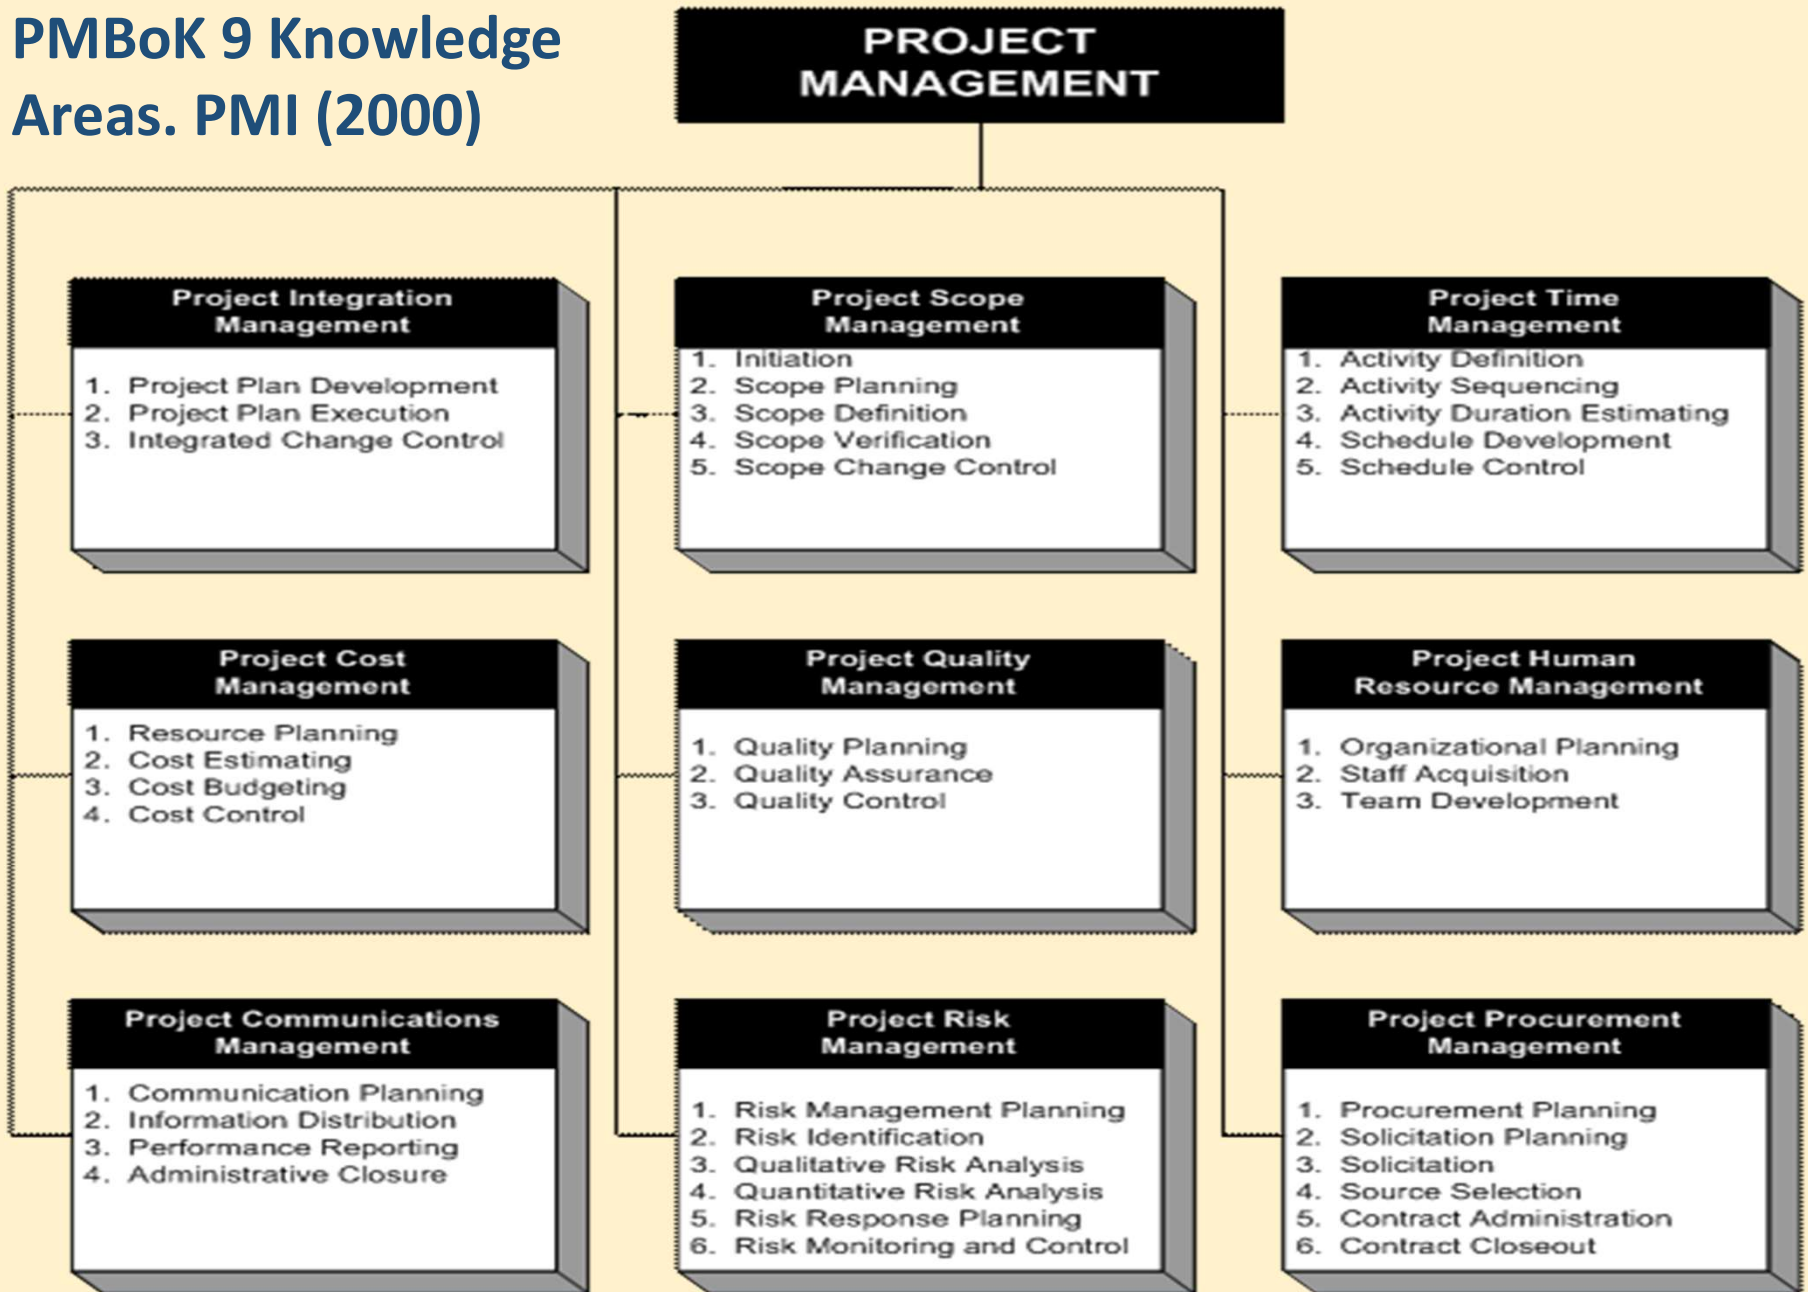 PMBoK 9 Knowledge
Areas. PMI (2000)
PROJECT
MANAGEMENT
Project Integration
Management
1. Project Plan Development
2. Project Plan Execution
3. Integrated Change Control
Project Scope
Management
1. Initiation
2. Scope Planning
3. Scope Definition
4. Scope Verification
5. Scope Change Control
Project Time
Management
1. Activity Definition
2. Activity Sequencing
3. Activity Duration Estimating
4. Schedule Development
5. Schedule Control
Project Cost
Management
1. Resource Planning
2. Cost Estimating
3. Cost Budgeting
4. Cost Control
Project Quality
Management
1. Quality Planning
2. Quality Assurance
3. Quality Control
Project Human
Resource Management
1. Organizational Planning
2. Staff Acquisition
3. Team Development
Project Communications
Management
1. Communication Planning
2. Information Distribution
3. Performance Reporting
4. Administrative Closure
Project Risk
Management
1. Risk Management Planning
2. Risk Identification
3. Qualitative Risk Analysis
4. Quantitative Risk Analysis
5. Risk Response Planning
6. Risk Monitoring and Control
Project Procurement
Management
1. Procurement Planning
2. Solicitation Planning
3. Solicitation
4. Source Selection
5. Contract Administration
6. Contract Closeout